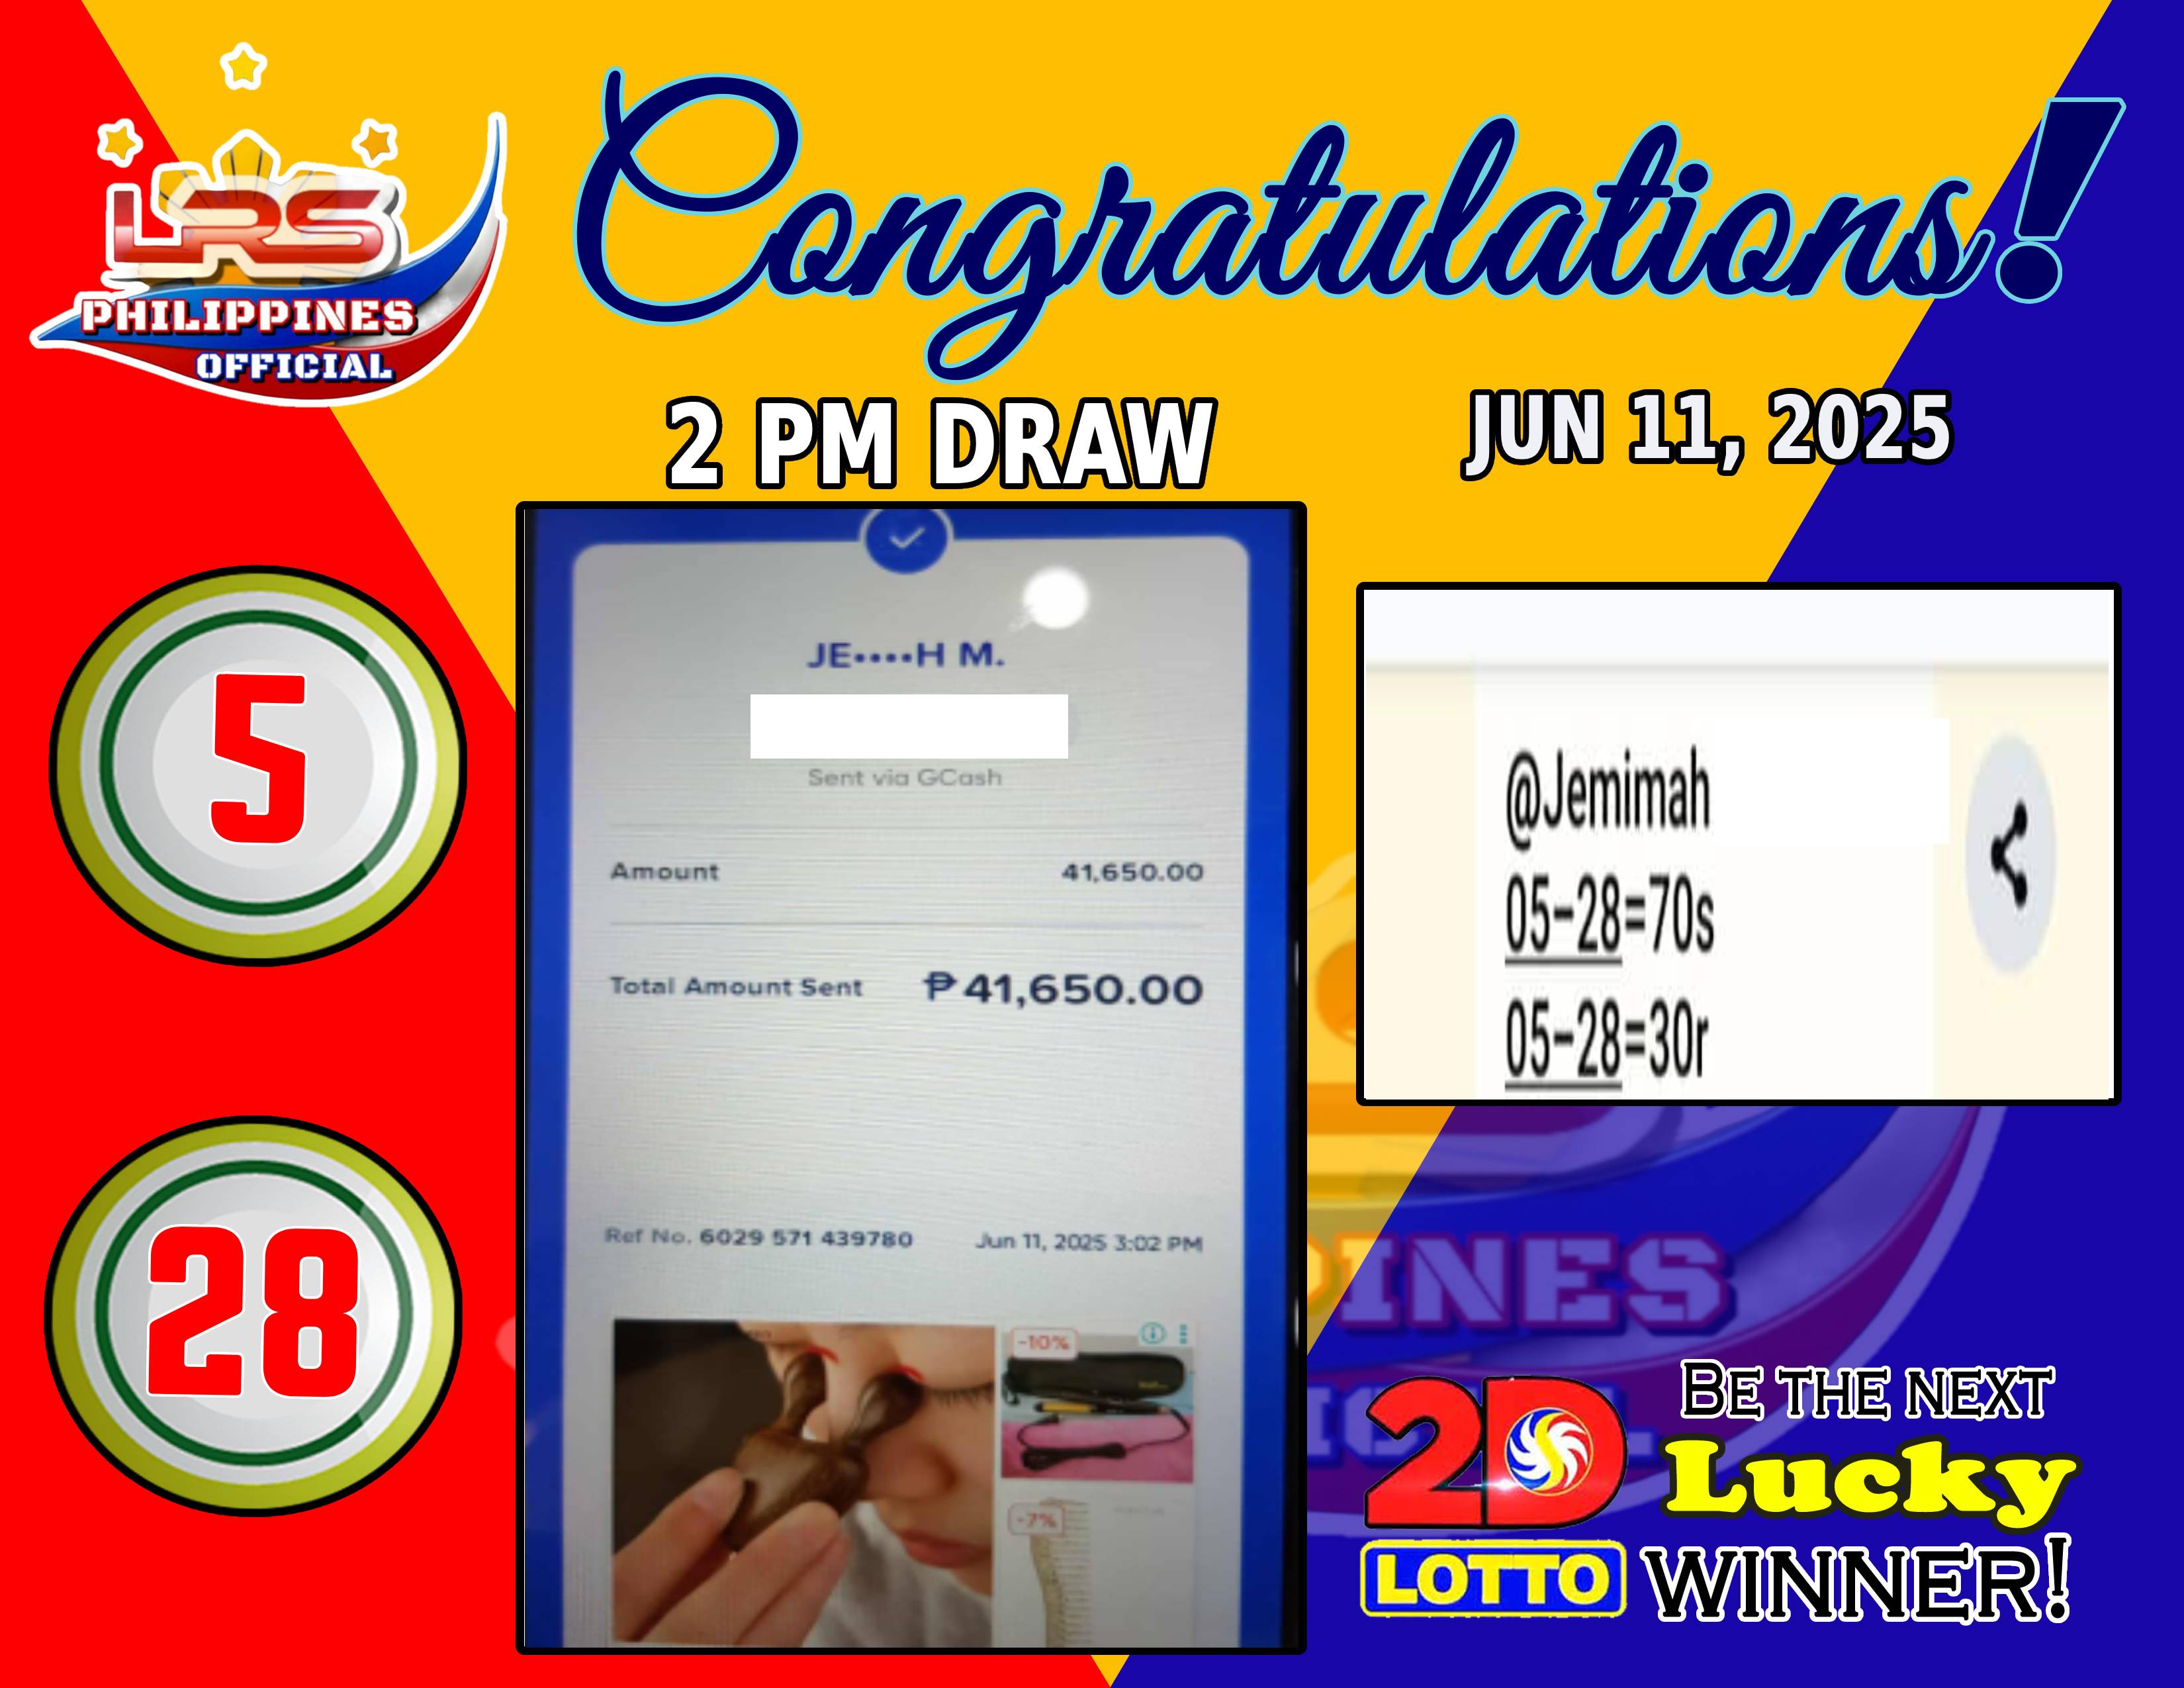 LRS
PHILIPPINES
OFFICIAL
Congratulations!
2 PM DRAW
JUN 11, 2025
5
28
JE••••H M.
Sent via GCash
Amount 41,650.00
Total Amount Sent ₱41,650.00
Ref No. 6029 571 439780 Jun 11, 2025 3:02 PM
-10%
-7%
@Jemimah
05-28=70s
05-28=30r
PINES
2D
LOTTO
BE THE NEXT
Lucky
WINNER!